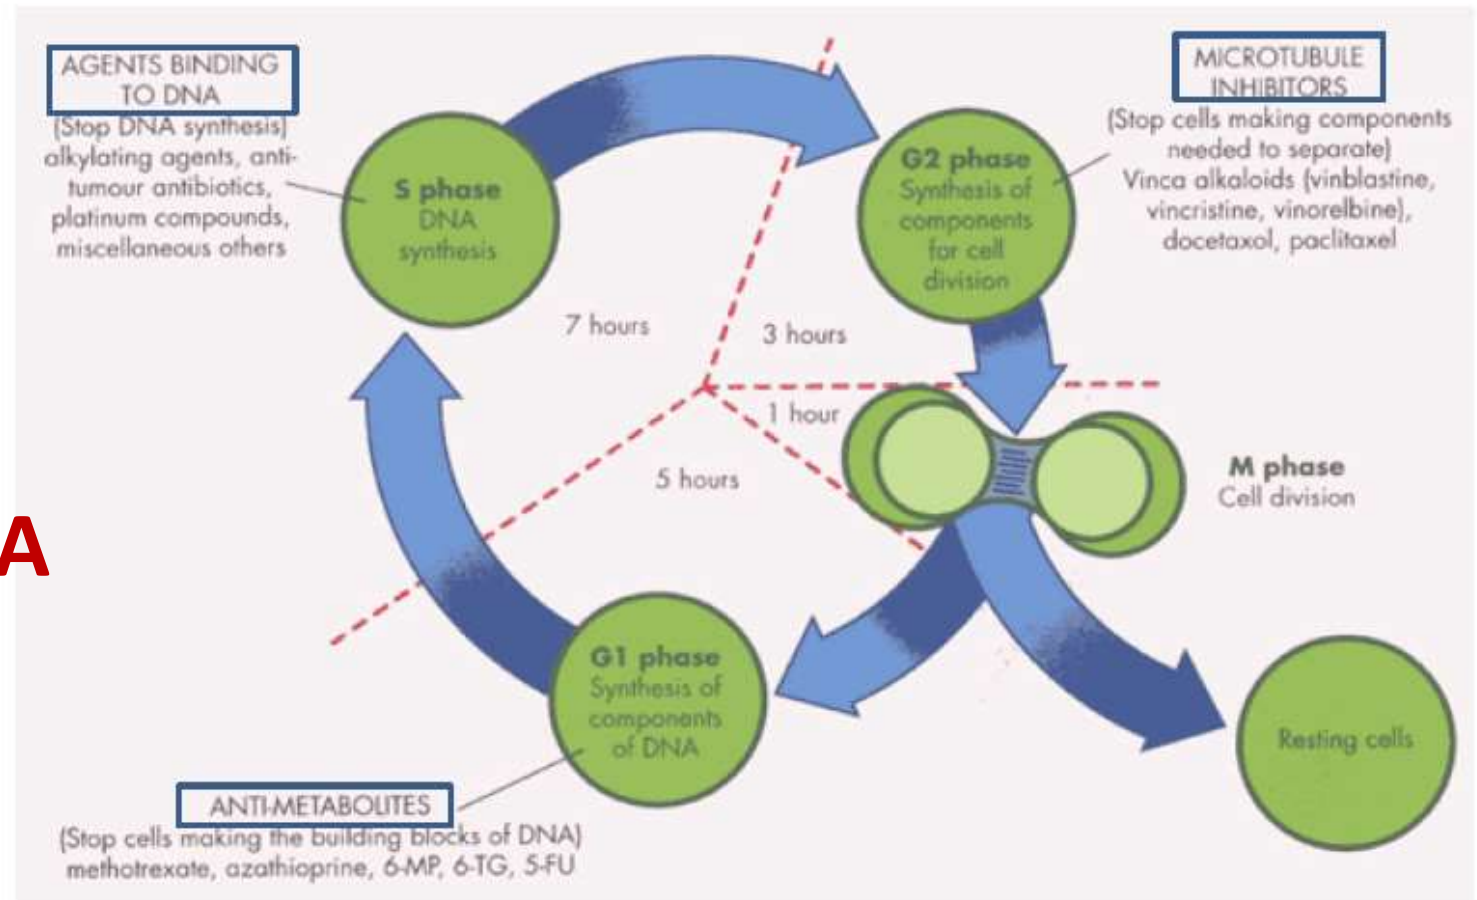 AGENTS BINDING
TO DNA
(Stop DNA synthesis)
alkylating agents, anti-
tumour antibiotics,
platinum compounds,
miscellaneous others
S phase
DNA
synthesis
G2 phase
Synthesis of
components
for cell
division
MICROTUBULE
INHIBITORS
(Stop cells making components
needed to separate)
Vinca alkaloids (vinblastine,
vincristine, vinorelbine),
docetaxol, paclitaxel
7 hours
3 hours
1 hour
5 hours
M phase
Cell division
A
G1 phase
Synthesis of
components
of DNA
Resting cells
ANTI-METABOLITES
(Stop cells making the building blocks of DNA)
methotrexate, azathioprine, 6-MP, 6-TG, 5-FU